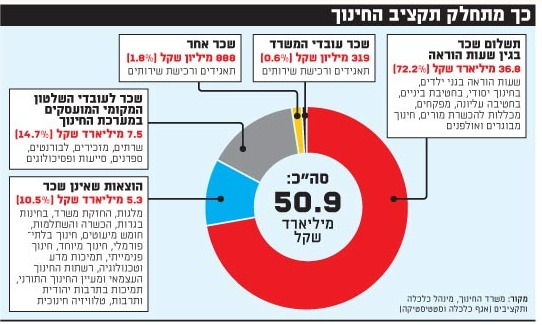 כך מתחלק תקציב החינוך
תשלום שכר
בגין שעות הוראה
36.8 מיליארד שקל (72.2%)
שעות הוראה בגני ילדים,
בחינוך יסודי, בחטיבת ביניים,
בחטיבה עליונה, מפקחים,
מכללות להכשרת מורים, חינוך
מבוגרים ואולפנים
שכר עובדי המשרד
319 מיליון שקל (0.6%)
תאגידים ורכישת שירותים
שכר אחר
888 מיליון שקל (1.8%)
תאגידים ורכישת שירותים
שכר לעובדי השלטון
המקומי המועסקים
במערכת החינוך
7.5 מיליארד שקל (14.7%)
שרתים, מזכירים, לבורנטים,
ספרנים, סייעות ופסיכולוגים
הוצאות שאינן שכר
5.3 מיליארד שקל (10.5%)
מלגות, החזקת משרד, בחינות
בגרות, הכשרה והשתלמות,
חומש מיעוטים, חינוך בלתי־
פורמלי, חינוך מיוחד, חינוך
פנימייתי, תמיכות מדע
וטכנולוגיה, רשתות החינוך
העצמאי ומעיין החינוך התורני,
תמיכות בתרבות יהודית
ותרבות, טלוויזיה חינוכית
סה"כ:
50.9
מיליארד
שקל
מקור: משרד החינוך, מינהל כלכלה
ותקציבים (אגף כלכלה וסטטיסטיקה)